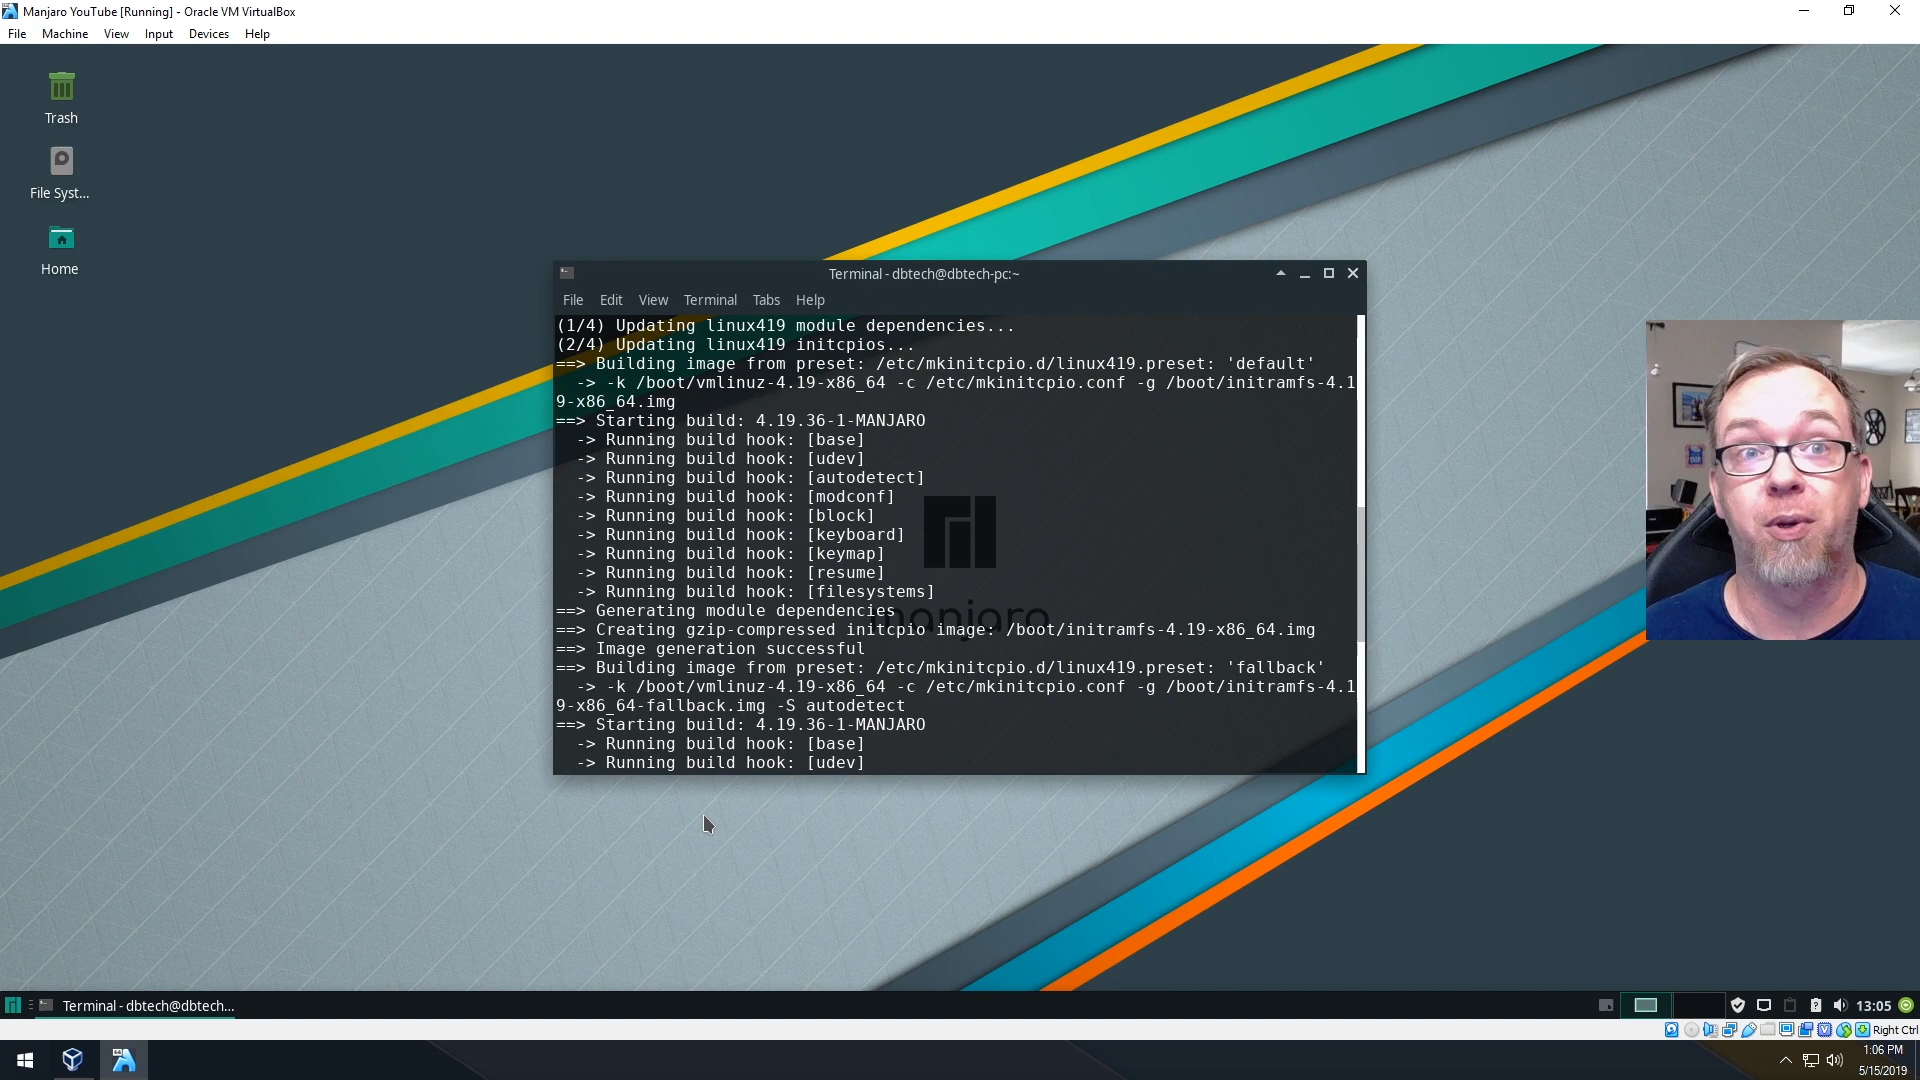 Manjaro YouTube [Running] - Oracle VM VirtualBox
File Machine View Input Devices Help
Trash
File Syst...
Home
Terminal - dbtech@dbtech-pc:~
File Edit View Terminal Tabs Help
(1/4) Updating linux419 module dependencies...
(2/4) Updating linux419 initcpios...
==> Building image from preset: /etc/mkinitcpio.d/linux419.preset: 'default'
-> -k /boot/vmlinuz-4.19-x86_64 -c /etc/mkinitcpio.conf -g /boot/initramfs-4.1
9-x86_64.img
==> Starting build: 4.19.36-1-MANJARO
-> Running build hook: [base]
-> Running build hook: [udev]
-> Running build hook: [autodetect]
-> Running build hook: [modconf]
-> Running build hook: [block]
-> Running build hook: [keyboard]
-> Running build hook: [keymap]
-> Running build hook: [resume]
-> Running build hook: [filesystems]
==> Generating module dependencies
manjaro
==> Creating gzip-compressed initcpio image: /boot/initramfs-4.19-x86_64.img
==> Image generation successful
==> Building image from preset: /etc/mkinitcpio.d/linux419.preset: 'fallback'
-> -k /boot/vmlinuz-4.19-x86_64 -c /etc/mkinitcpio.conf -g /boot/initramfs-4.1
9-x86_64-fallback.img -S autodetect
==> Starting build: 4.19.36-1-MANJARO
-> Running build hook: [base]
-> Running build hook: [udev]
Terminal - dbtech@dbtech...
13:05
Right Ctrl
1:06 PM
5/15/2019